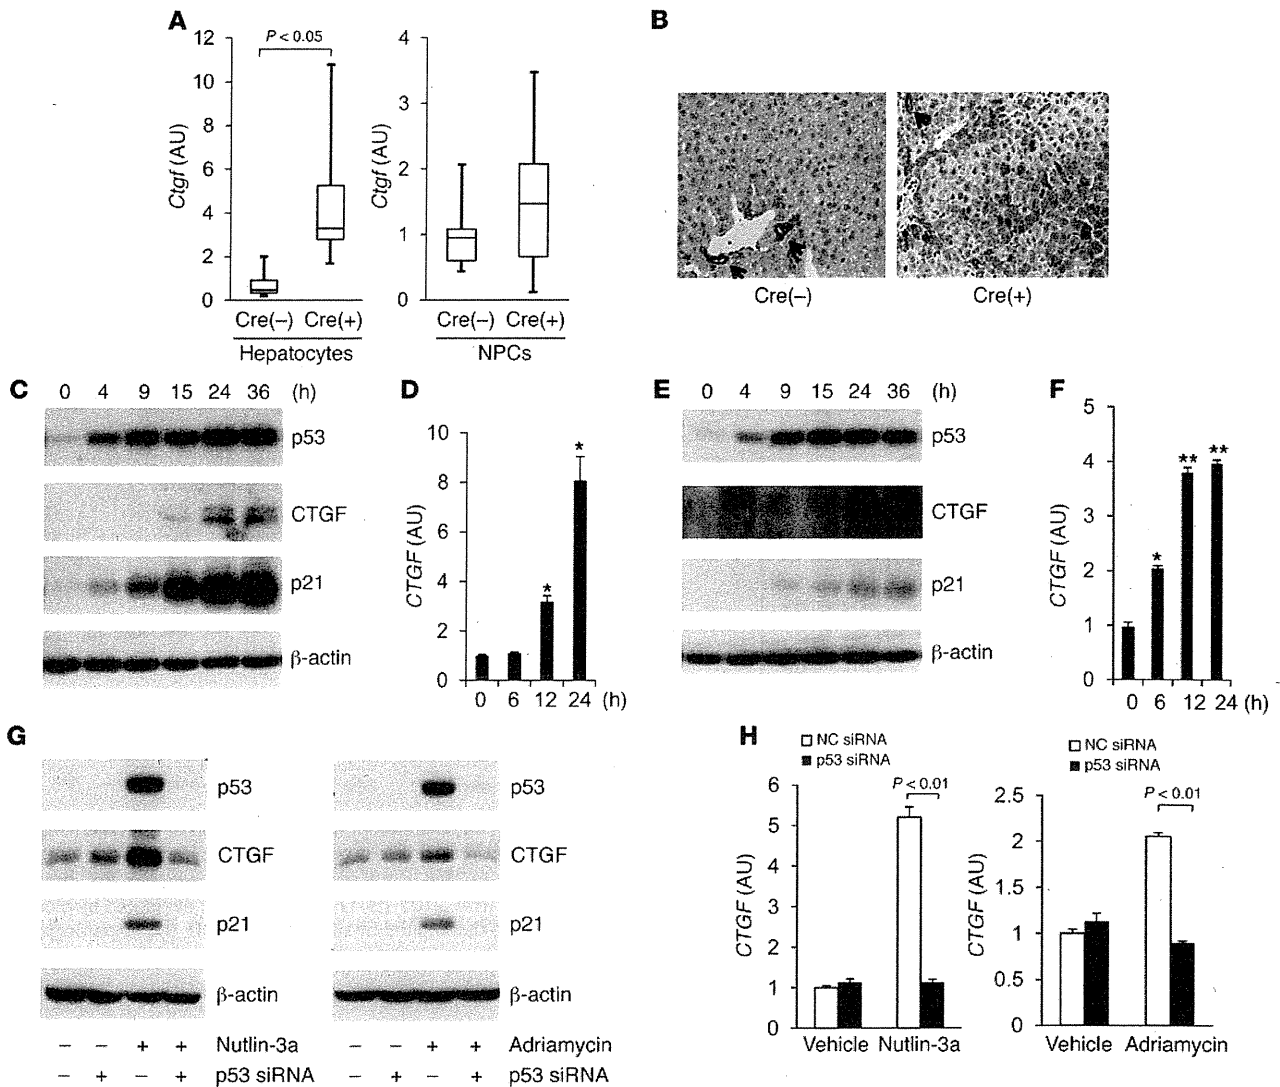 A
12
10
8
6
4
2
0
Ctgf (AU)
P < 0.05
Cre(–) Cre(+)
Hepatocytes
4
3
2
1
0
Ctgf (AU)
Cre(–) Cre(+)
NPCs
B
Cre(–)
Cre(+)
C
0 4 9 15 24 36 (h)
p53
CTGF
p21
β-actin
D
10
8
6
4
2
0
CTGF (AU)
*
*
0 6 12 24 (h)
E
0 4 9 15 24 36 (h)
p53
CTGF
p21
β-actin
F
5
4
3
2
1
0
CTGF (AU)
*
**
**
0 6 12 24 (h)
G
p53
CTGF
p21
β-actin
– – + + Nutlin-3a
– + – + p53 siRNA
p53
CTGF
p21
β-actin
– – + + Adriamycin
– + – + p53 siRNA
H
NC siRNA
p53 siRNA
6
5
4
3
2
1
0
CTGF (AU)
P < 0.01
Vehicle Nutlin-3a
NC siRNA
p53 siRNA
2.5
2
1.5
1
0.5
0
CTGF (AU)
P < 0.01
Vehicle Adriamycin